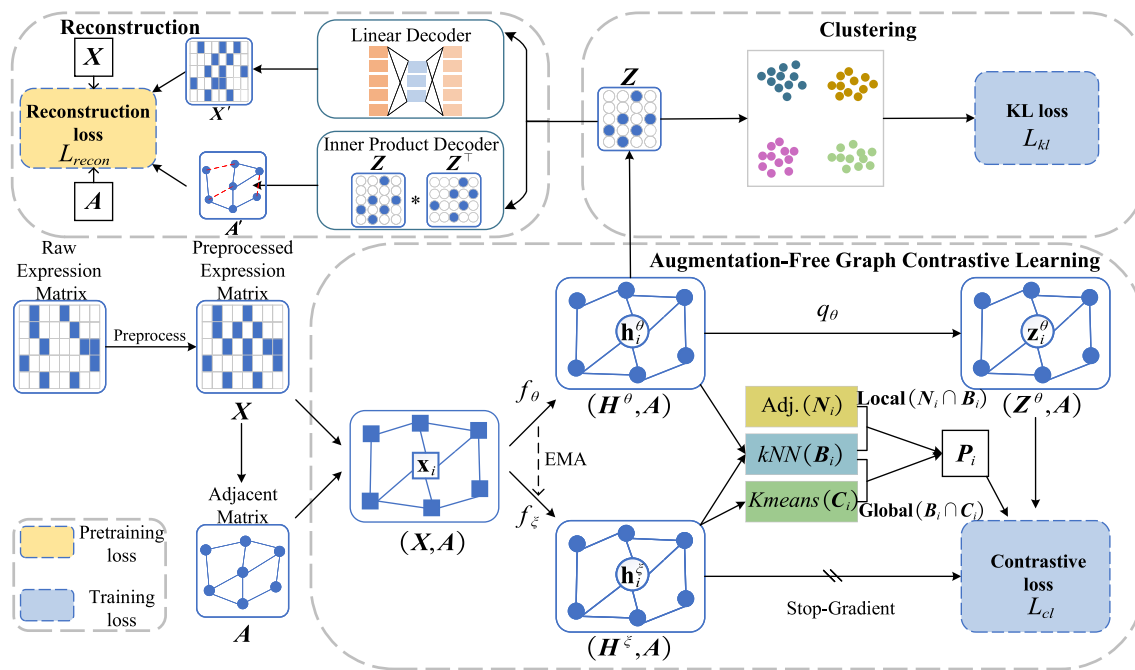 Reconstruction
X
A
Reconstruction
loss
L_recon
X′
A′
Linear Decoder
Inner Product Decoder
Z
Z^⊤
*
Clustering
Z
KL loss
L_kl
Raw
Expression
Matrix
Preprocess
Preprocessed
Expression
Matrix
X
Adjacent
Matrix
A
Pretraining
loss
Training
loss
Augmentation-Free Graph Contrastive Learning
x_i
(X, A)
f_θ
EMA
f_ξ
h_i^θ
(H^θ, A)
q_θ
z_i^θ
(Z^θ, A)
Adj.(N_i)
kNN(B_i)
Kmeans(C_i)
Local(N_i ∩ B_i)
Global(B_i ∩ C_i)
P_i
h_i^ξ
(H^ξ, A)
Stop-Gradient
Contrastive
loss
L_cl